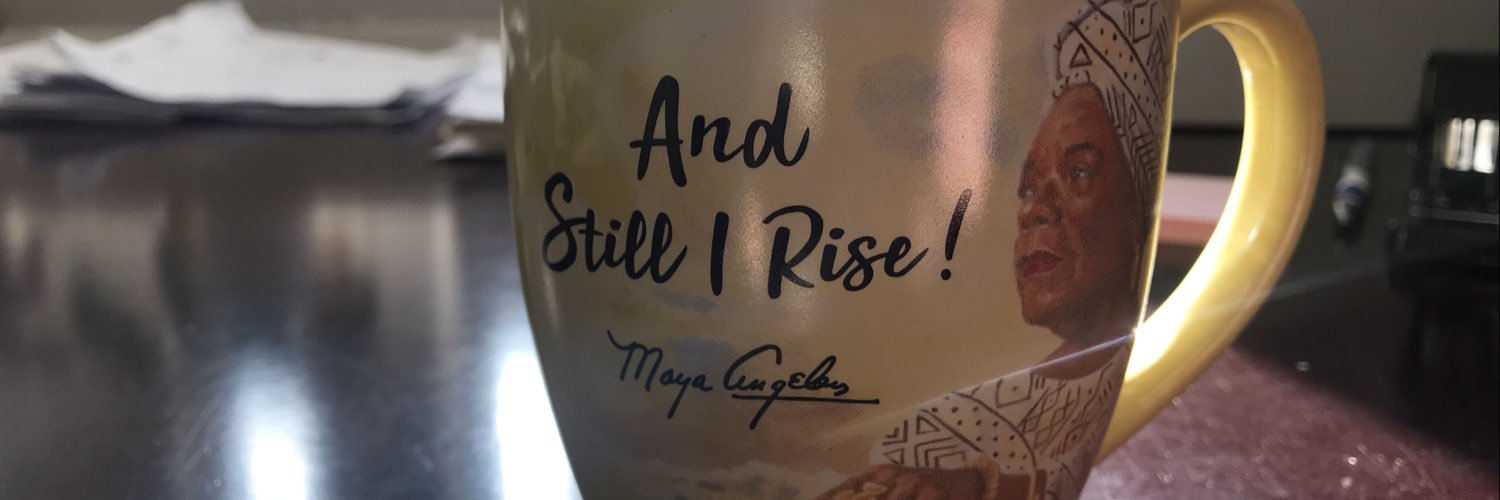 And
Still I Rise!
Maya Angelou